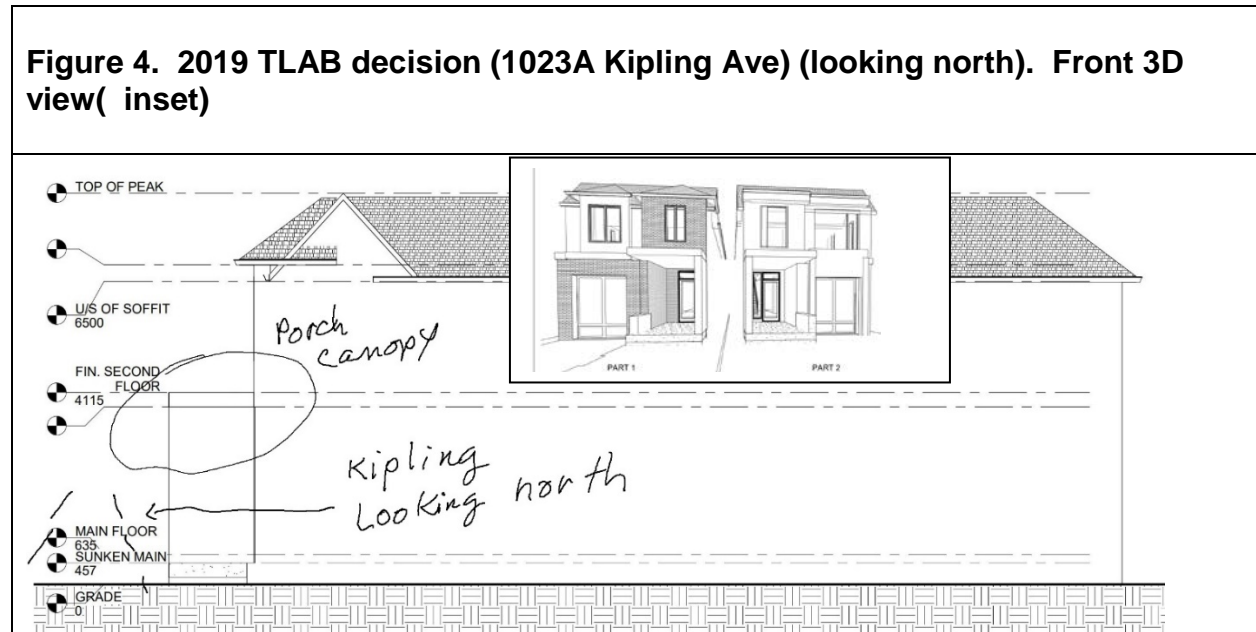 Figure 4. 2019 TLAB decision (1023A Kipling Ave) (looking north). Front 3D
view( inset)
TOP OF PEAK
U/S OF SOFFIT
6500
Porch
canopy
PART 1
PART 2
FIN. SECOND
FLOOR
4115
Kipling
Looking north
MAIN FLOOR
635
SUNKEN MAIN
457
GRADE
0